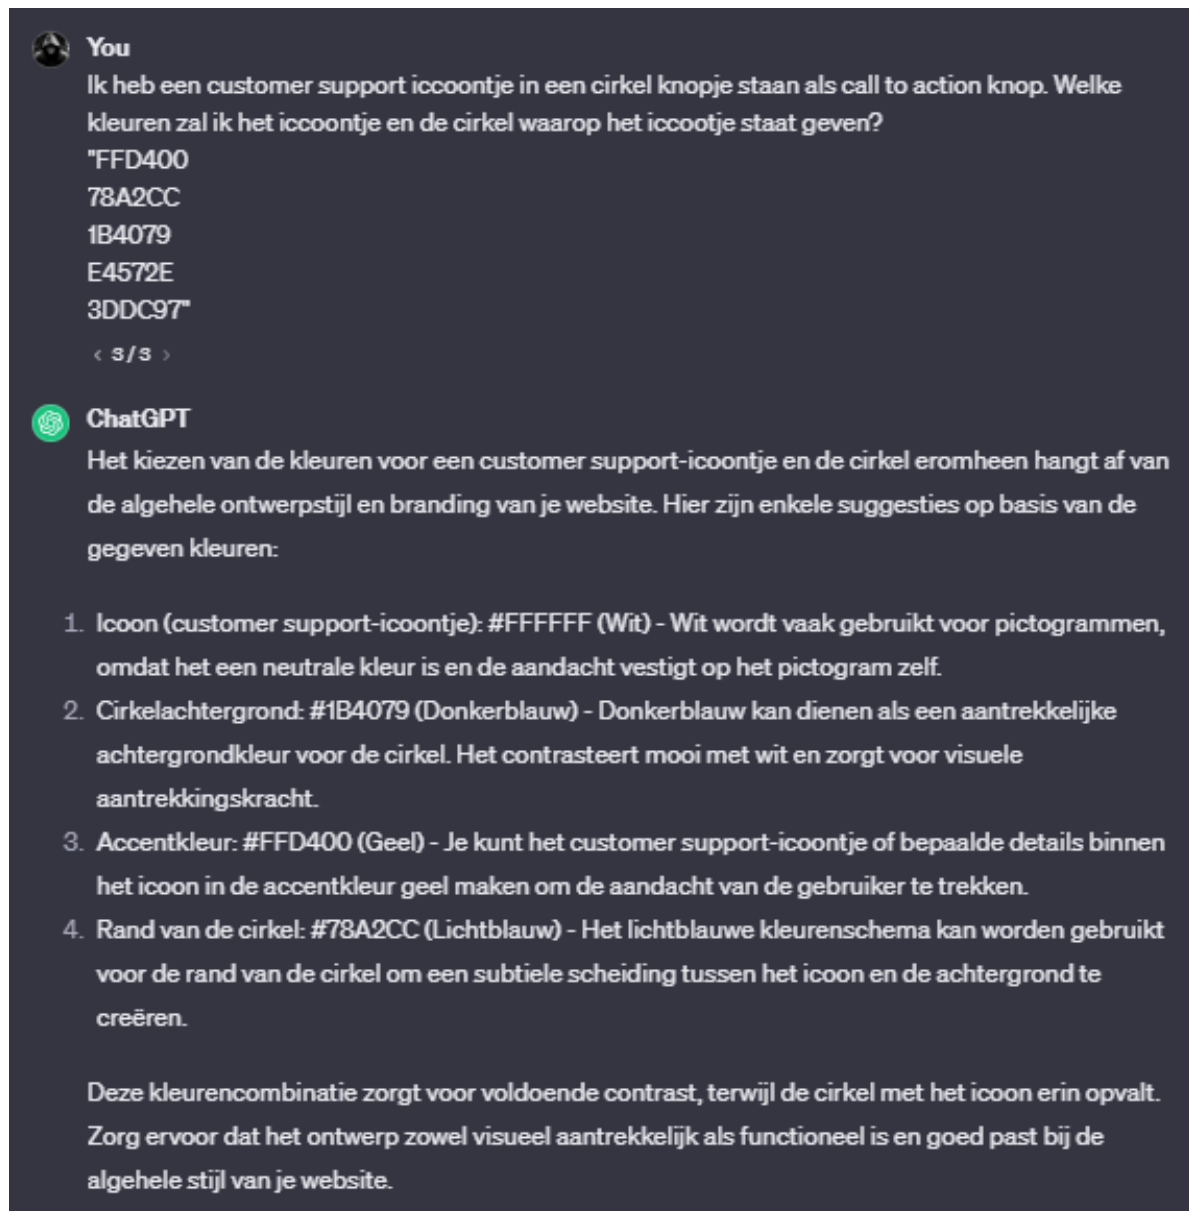 You
Ik heb een customer support iccoontje in een cirkel knopje staan als call to action knop. Welke
kleuren zal ik het iccoontje en de cirkel waarop het iccootje staat geven?
"FFD400
78A2CC
1B4079
E4572E
3DDC97"
< 3/3 >
ChatGPT
Het kiezen van de kleuren voor een customer support-icoontje en de cirkel eromheen hangt af van
de algehele ontwerpstijl en branding van je website. Hier zijn enkele suggesties op basis van de
gegeven kleuren:
1. Icoon (customer support-icoontje): #FFFFFF (Wit) - Wit wordt vaak gebruikt voor pictogrammen,
omdat het een neutrale kleur is en de aandacht vestigt op het pictogram zelf.
2. Cirkelachtergrond: #1B4079 (Donkerblauw) - Donkerblauw kan dienen als een aantrekkelijke
achtergrondkleur voor de cirkel. Het contrasteert mooi met wit en zorgt voor visuele
aantrekkingskracht.
3. Accentkleur: #FFD400 (Geel) - Je kunt het customer support-icoontje of bepaalde details binnen
het icoon in de accentkleur geel maken om de aandacht van de gebruiker te trekken.
4. Rand van de cirkel: #78A2CC (Lichtblauw) - Het lichtblauwe kleurenschema kan worden gebruikt
voor de rand van de cirkel om een subtiele scheiding tussen het icoon en de achtergrond te
creëren.
Deze kleurencombinatie zorgt voor voldoende contrast, terwijl de cirkel met het icoon erin opvalt.
Zorg ervoor dat het ontwerp zowel visueel aantrekkelijk als functioneel is en goed past bij de
algehele stijl van je website.